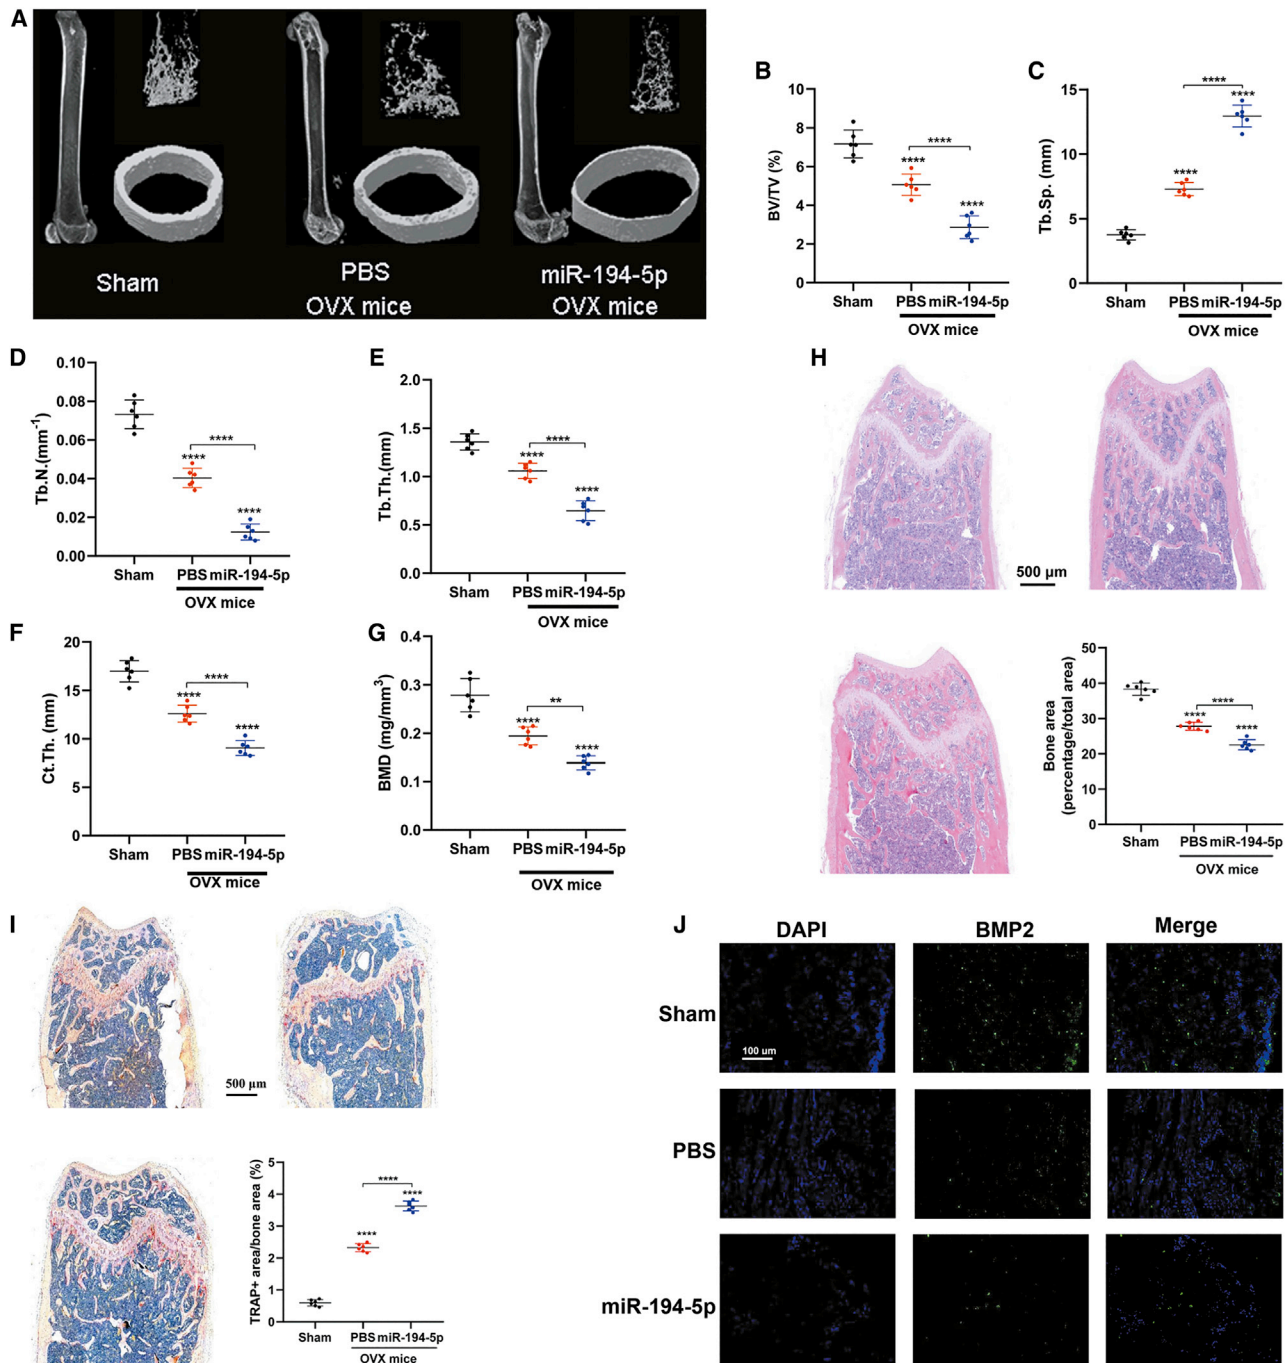 A
Sham
PBS
OVX mice
miR-194-5p
OVX mice
B
BV/TV (%)
10
8
6
4
2
0
****
****
****
Sham
PBS miR-194-5p
OVX mice
C
Tb.Sp. (mm)
15
10
5
0
****
****
****
Sham
PBS miR-194-5p
OVX mice
D
Tb.N.(mm-1)
0.10
0.08
0.06
0.04
0.02
0.00
****
****
****
Sham
PBS miR-194-5p
OVX mice
E
Tb.Th.(mm)
2.0
1.5
1.0
0.5
0.0
****
****
****
Sham
PBS miR-194-5p
OVX mice
F
Ct.Th. (mm)
20
15
10
5
0
****
****
****
Sham
PBS miR-194-5p
OVX mice
G
BMD (mg/mm3)
0.4
0.3
0.2
0.1
0.0
**
****
****
Sham
PBS miR-194-5p
OVX mice
H
500 μm
Bone area
(percentage/total area)
50
40
30
20
10
0
****
****
****
Sham
PBS miR-194-5p
OVX mice
I
500 μm
TRAP+ area/bone area (%)
5
4
3
2
1
0
****
****
****
Sham
PBS miR-194-5p
OVX mice
J
DAPI
BMP2
Merge
Sham
100 um
PBS
miR-194-5p